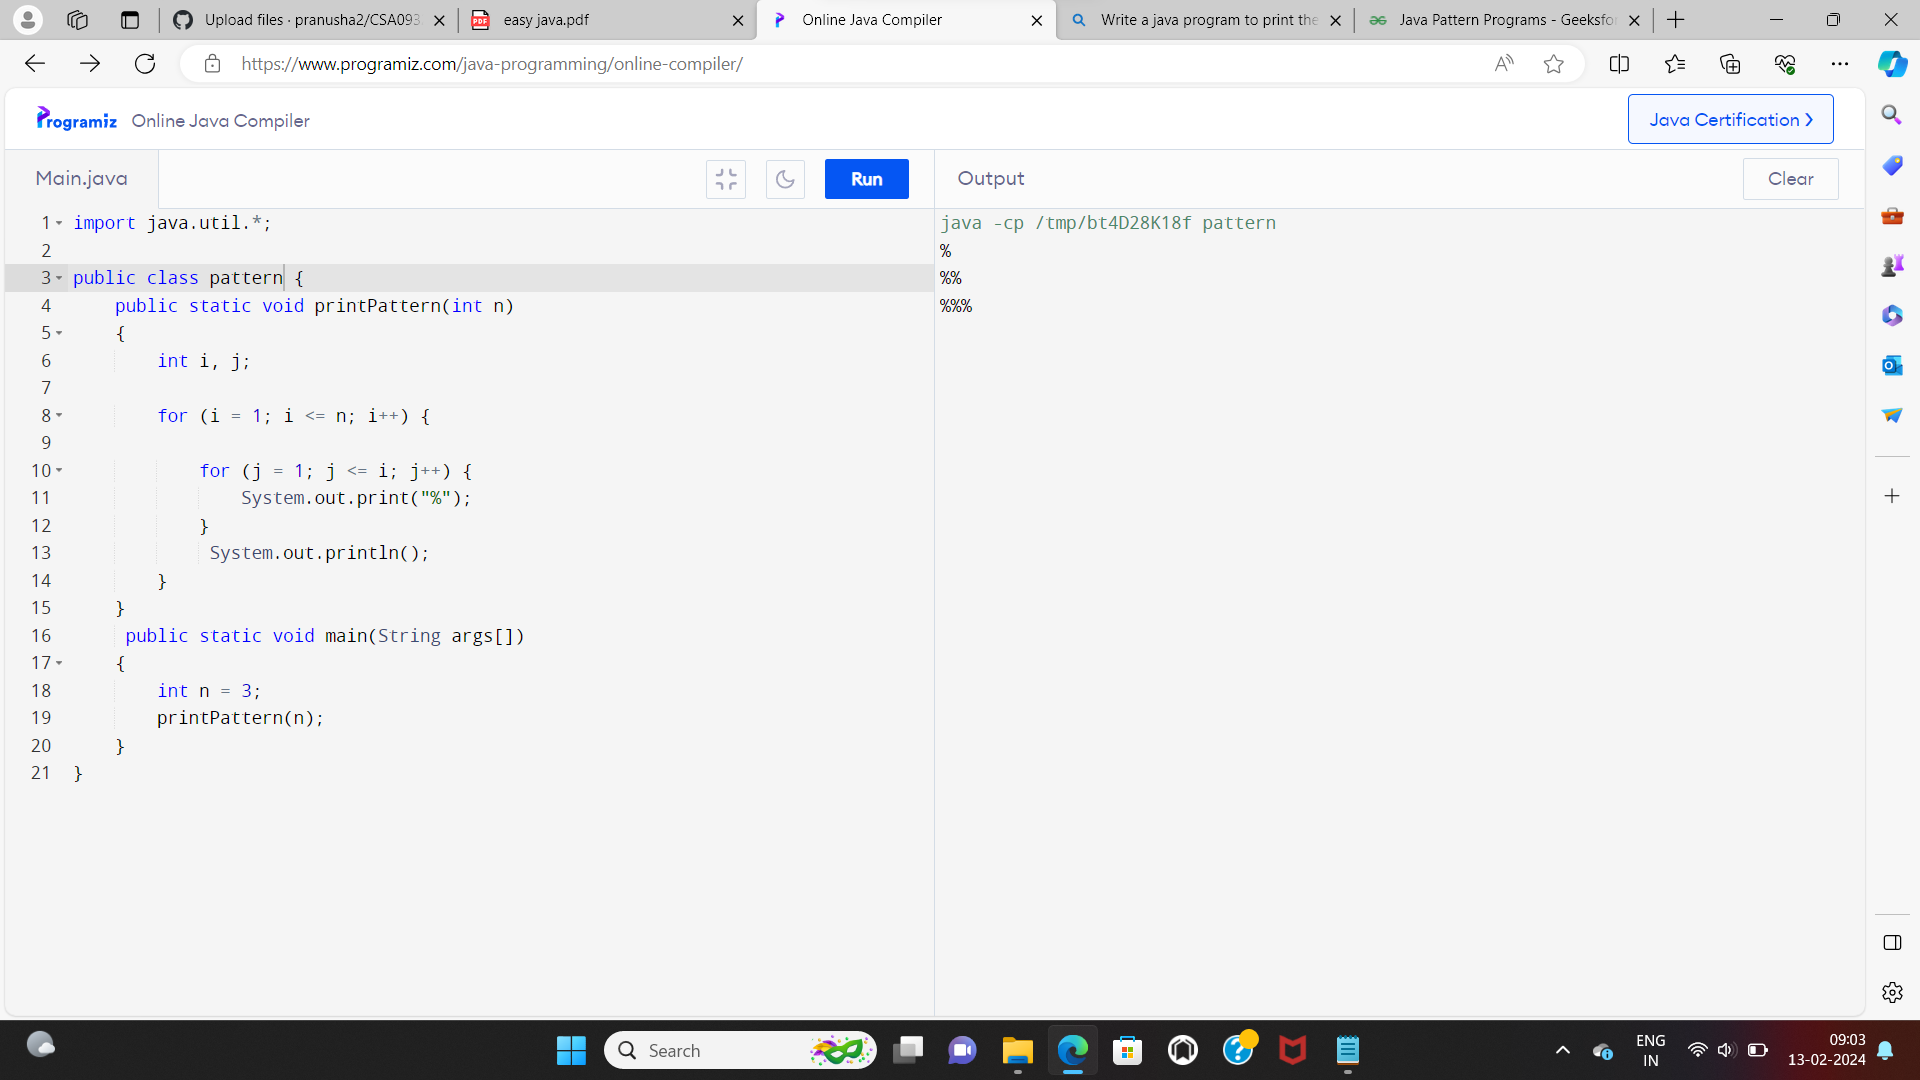 Upload files · pranusha2/CSA093
easy java.pdf
Online Java Compiler
Write a java program to print the
Java Pattern Programs - Geeksfor
https://www.programiz.com/java-programming/online-compiler/
Programiz
Online Java Compiler
Java Certification
Main.java
Run
Output
Clear
1 import java.util.*;
2
3 public class pattern {
4 public static void printPattern(int n)
5 {
6 int i, j;
7
8 for (i = 1; i <= n; i++) {
9
10 for (j = 1; j <= i; j++) {
11 System.out.print("%");
12 }
13 System.out.println();
14 }
15 }
16 public static void main(String args[])
17 {
18 int n = 3;
19 printPattern(n);
20 }
21 }
java -cp /tmp/bt4D28K18f pattern
%
%%
%%%
Search
ENG
IN
09:03
13-02-2024